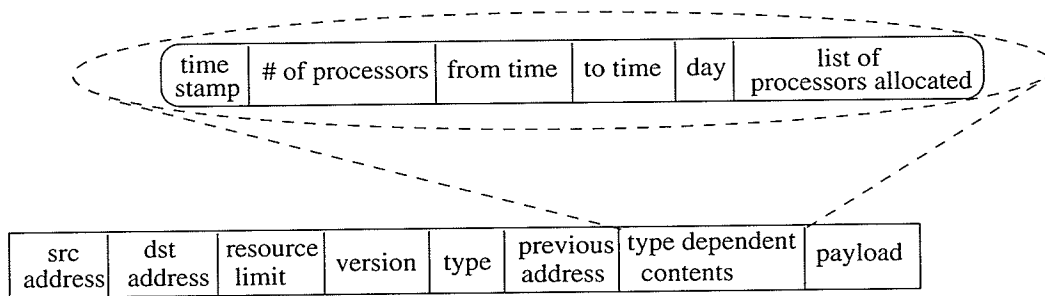 time stamp # of processors from time to time day list of processors allocated
src address dst address resource limit version type previous address type dependent contents payload